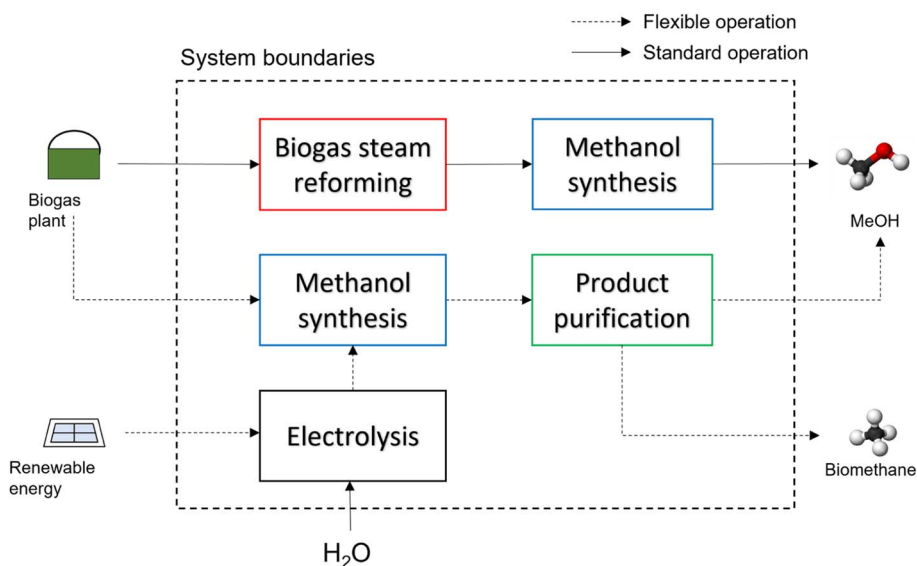 Flexible operation
Standard operation
System boundaries
Biogas steam
reforming
Methanol
synthesis
Biogas
plant
MeOH
Methanol
synthesis
Product
purification
Electrolysis
Renewable
energy
Biomethane
H₂O